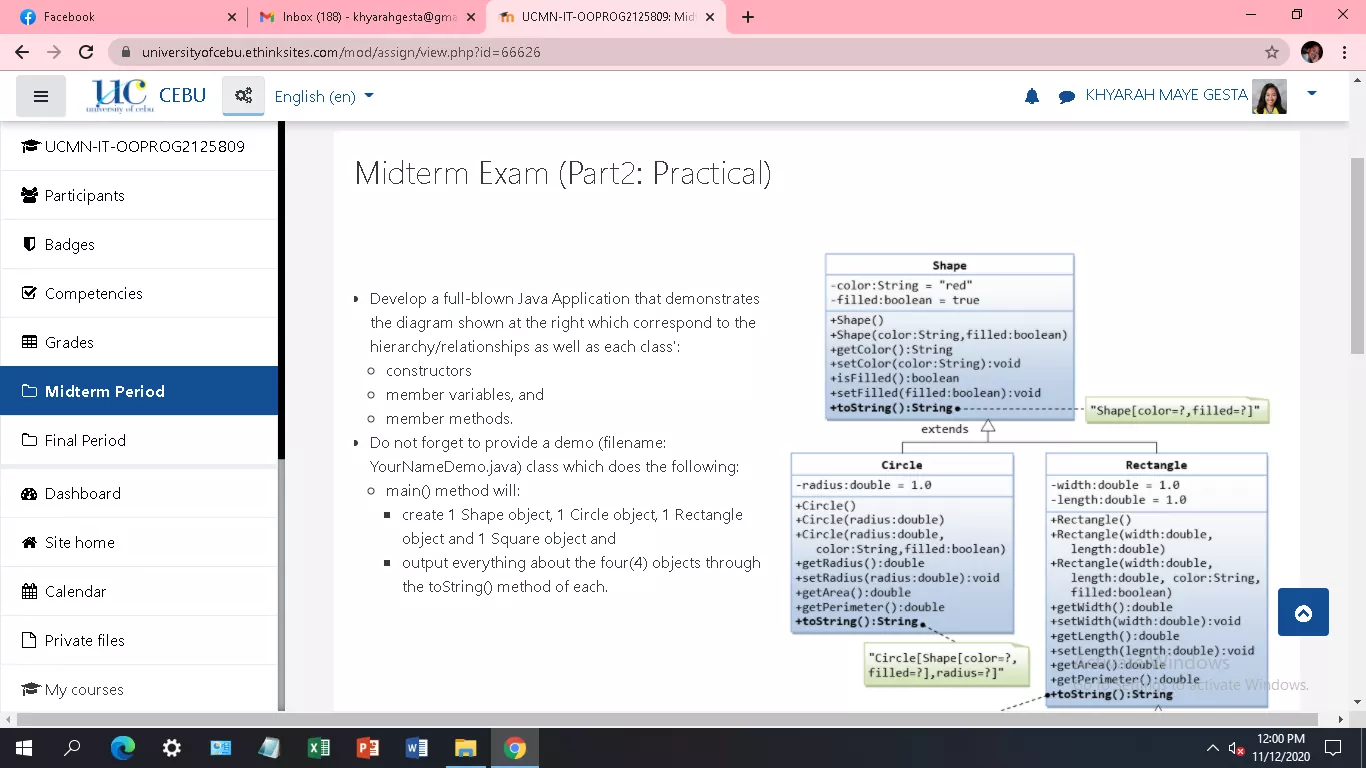 Facebook
Inbox (188) - khyarahgesta@gma
UCMN-IT-OOPROG2125809: Mid
universityofcebu.ethinksites.com/mod/assign/view.php?id=66626
UC
university of cebu
CEBU
English (en)
KHYARAH MAYE GESTA
UCMN-IT-OOPROG2125809
Participants
Badges
Competencies
Grades
Midterm Period
Final Period
Dashboard
Site home
Calendar
Private files
My courses
Midterm Exam (Part2: Practical)
Develop a full-blown Java Application that demonstrates
the diagram shown at the right which correspond to the
hierarchy/relationships as well as each class':
constructors
member variables, and
member methods.
Do not forget to provide a demo (filename:
YourNameDemo.java) class which does the following:
main() method will:
create 1 Shape object, 1 Circle object, 1 Rectangle
object and 1 Square object and
output everything about the four(4) objects through
the toString() method of each.
Shape
-color:String = "red"
-filled:boolean = true
+Shape()
+Shape(color:String,filled:boolean)
+getColor():String
+setColor(color:String):void
+isFilled():boolean
+setFilled(filled:boolean):void
+toString():String
"Shape[color=?,filled=?]"
extends
Circle
-radius:double = 1.0
+Circle()
+Circle(radius:double)
+Circle(radius:double,
color:String,filled:boolean)
+getRadius():double
+setRadius(radius:double):void
+getArea():double
+getPerimeter():double
+toString():String
"Circle[Shape[color=?,
filled=?],radius=?]"
Rectangle
-width:double = 1.0
-length:double = 1.0
+Rectangle()
+Rectangle(width:double,
length:double)
+Rectangle(width:double,
length:double, color:String,
filled:boolean)
+getWidth():double
+setWidth(width:double):void
+getLength():double
+setLength(legnth:double):void
+getArea():double
+getPerimeter():double
+toString():String
Activate Windows
Go to Settings to activate Windows.
12:00 PM
11/12/2020